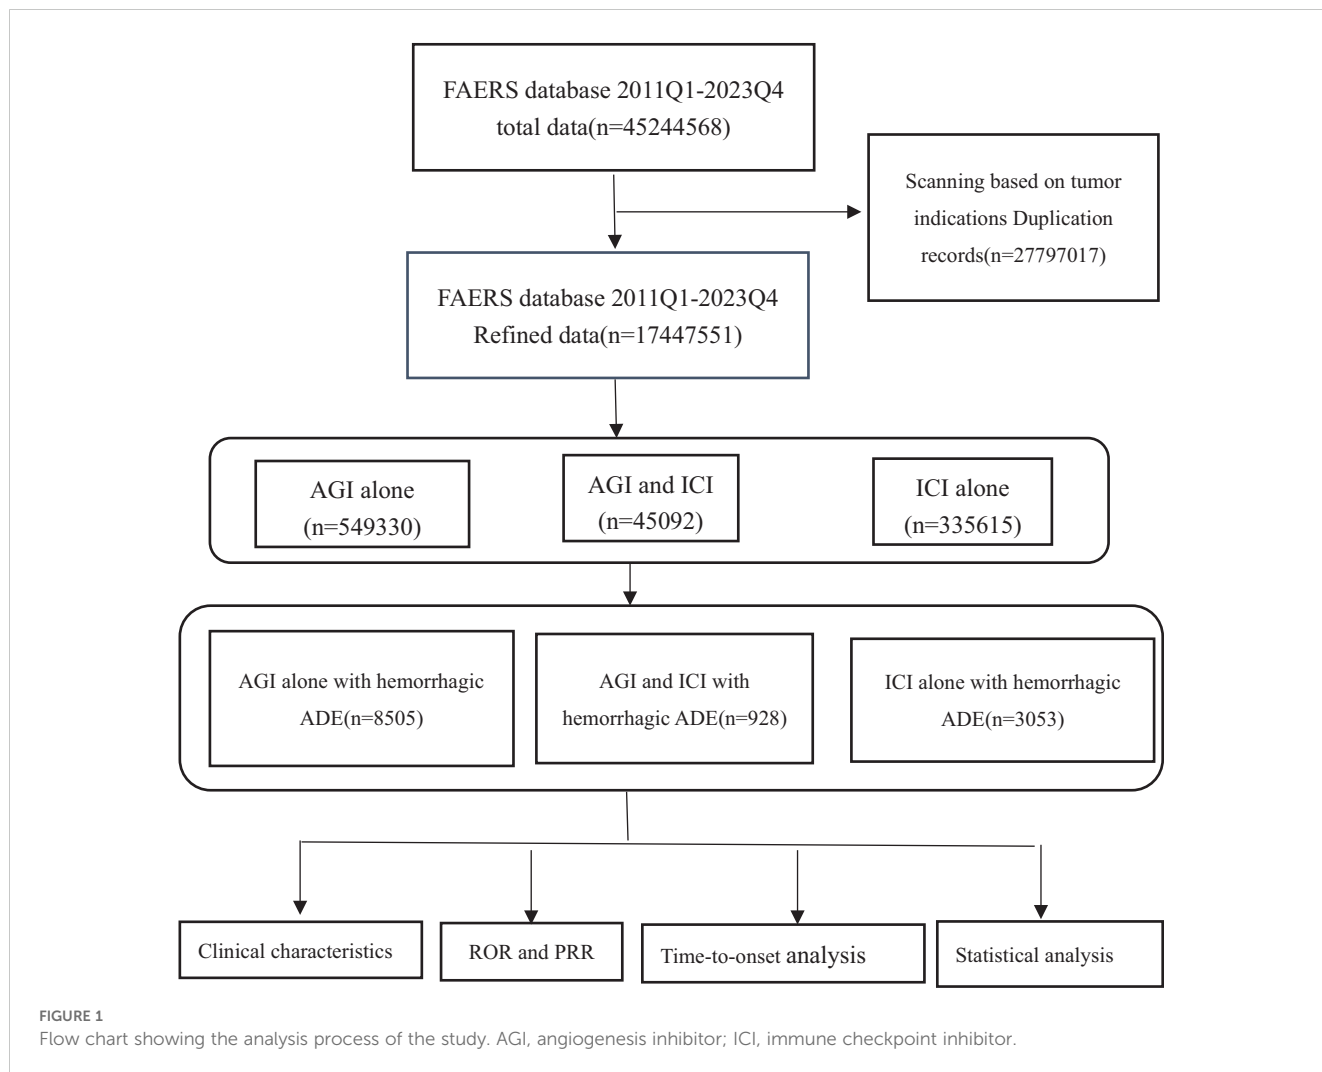 FAERS database 2011Q1-2023Q4
total data(n=45244568)
Scanning based on tumor
indications Duplication
records(n=27797017)
FAERS database 2011Q1-2023Q4
Refined data(n=17447551)
AGI alone
(n=549330)
AGI and ICI
(n=45092)
ICI alone
(n=335615)
AGI alone with hemorrhagic
ADE(n=8505)
AGI and ICI with
hemorrhagic ADE(n=928)
ICI alone with hemorrhagic
ADE(n=3053)
Clinical characteristics
ROR and PRR
Time-to-onset analysis
Statistical analysis
FIGURE 1
Flow chart showing the analysis process of the study. AGI, angiogenesis inhibitor; ICI, immune checkpoint inhibitor.